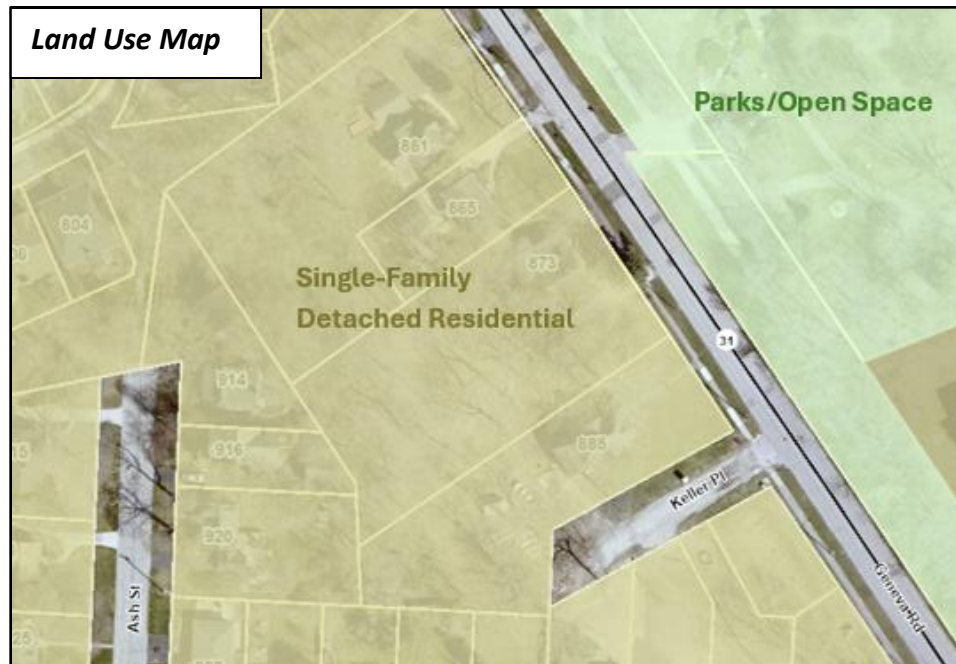 Land Use Map
Parks/Open Space
861
804
865
873
Single-Family
Detached Residential
31
914
885
916
Keller Pl
920
Geneva Rd
Ash St